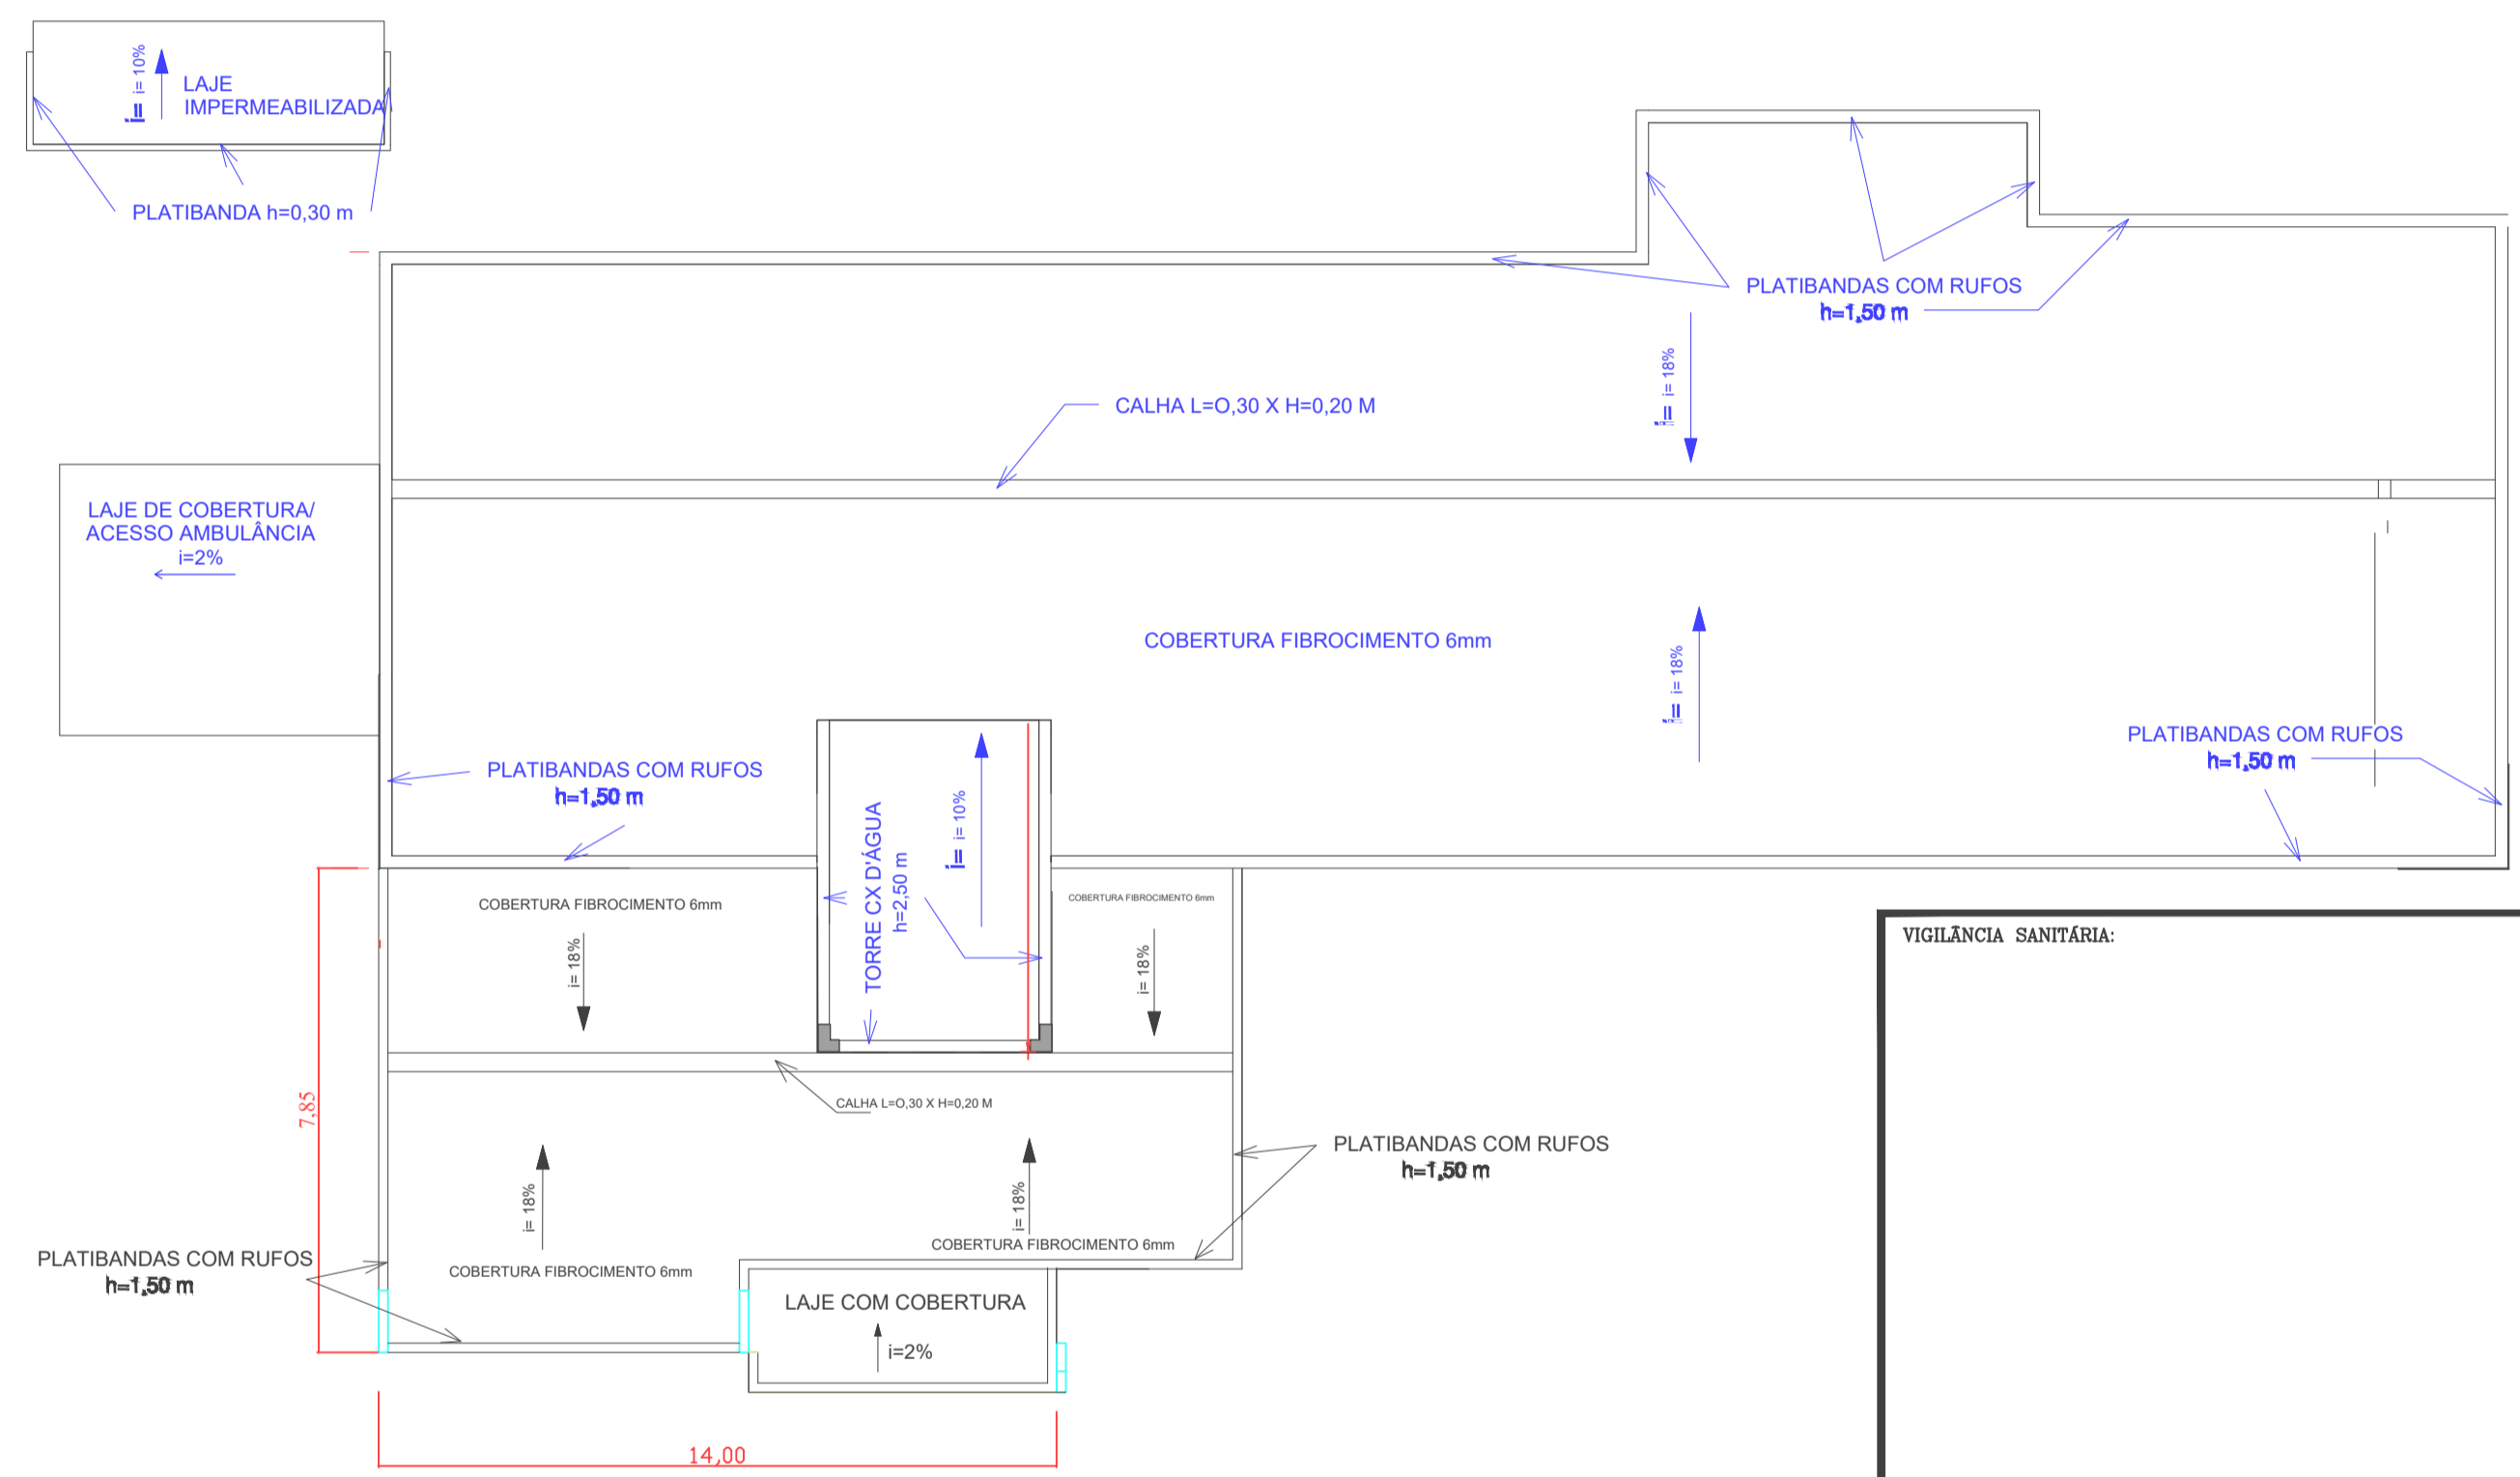 i= i= 10%
LAJE
IMPERMEABILIZADA
PLATIBANDA h=0,30 m
PLATIBANDAS COM RUFOS
h=1,50 m
i= i= 18%
CALHA L=O,30 X H=0,20 M
LAJE DE COBERTURA/
ACESSO AMBULÂNCIA
i=2%
COBERTURA FIBROCIMENTO 6mm
i= i= 18%
PLATIBANDAS COM RUFOS
h=1,50 m
PLATIBANDAS COM RUFOS
h=1,50 m
TORRE CX D'ÁGUA
h=2,50 m
i= i= 10%
COBERTURA FIBROCIMENTO 6mm
i= 18%
COBERTURA FIBROCIMENTO 6mm
i= 18%
VIGILÂNCIA SANITÁRIA:
7,85
CALHA L=O,30 X H=0,20 M
PLATIBANDAS COM RUFOS
h=1,50 m
i= 18%
i= 18%
COBERTURA FIBROCIMENTO 6mm
PLATIBANDAS COM RUFOS
h=1,50 m
COBERTURA FIBROCIMENTO 6mm
LAJE COM COBERTURA
i=2%
14,00